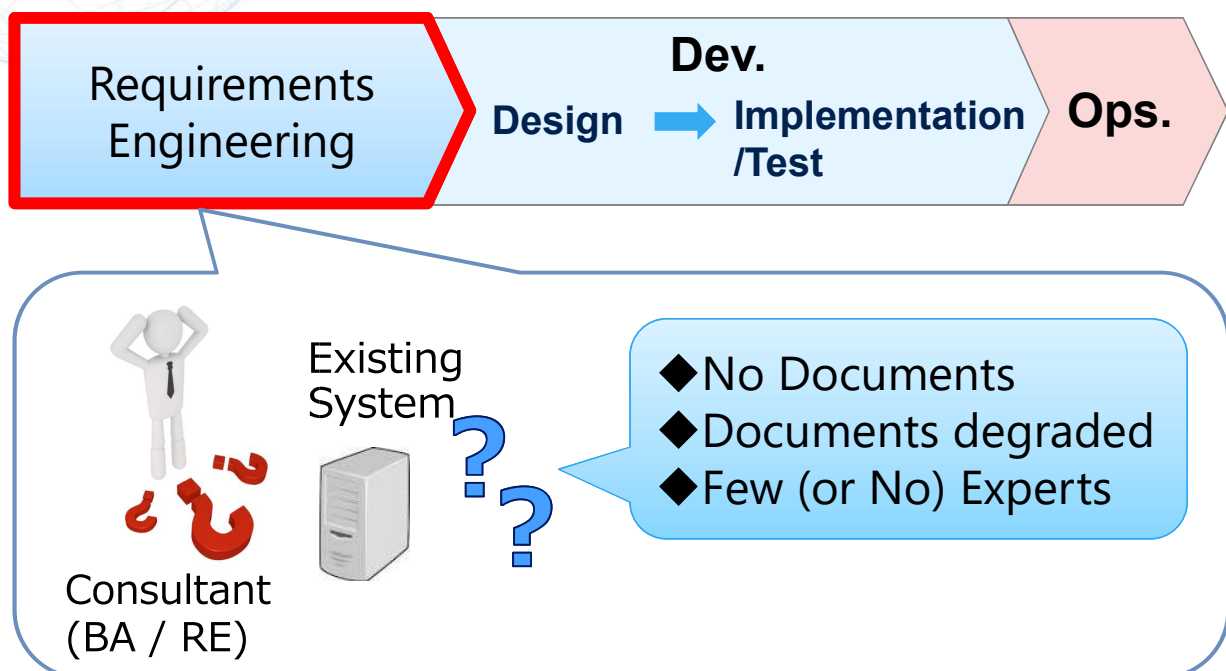 Requirements
Engineering
Dev.
Design
Implementation
/Test
Ops.
Existing
System
?
?
◆No Documents
◆Documents degraded
◆Few (or No) Experts
?
?
?
Consultant
(BA / RE)